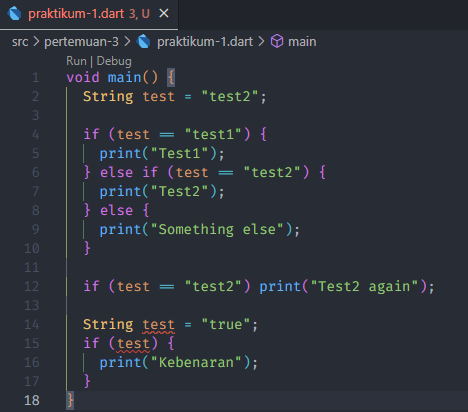 praktikum-1.dart 3, U ×
src > pertemuan-3 > praktikum-1.dart > main
Run | Debug
1 void main() {
2   String test = "test2";
3
4   if (test == "test1") {
5     print("Test1");
6   } else if (test == "test2") {
7     print("Test2");
8   } else {
9     print("Something else");
10   }
11
12   if (test == "test2") print("Test2 again");
13
14   String test = "true";
15   if (test) {
16     print("Kebenaran");
17   }
18 }